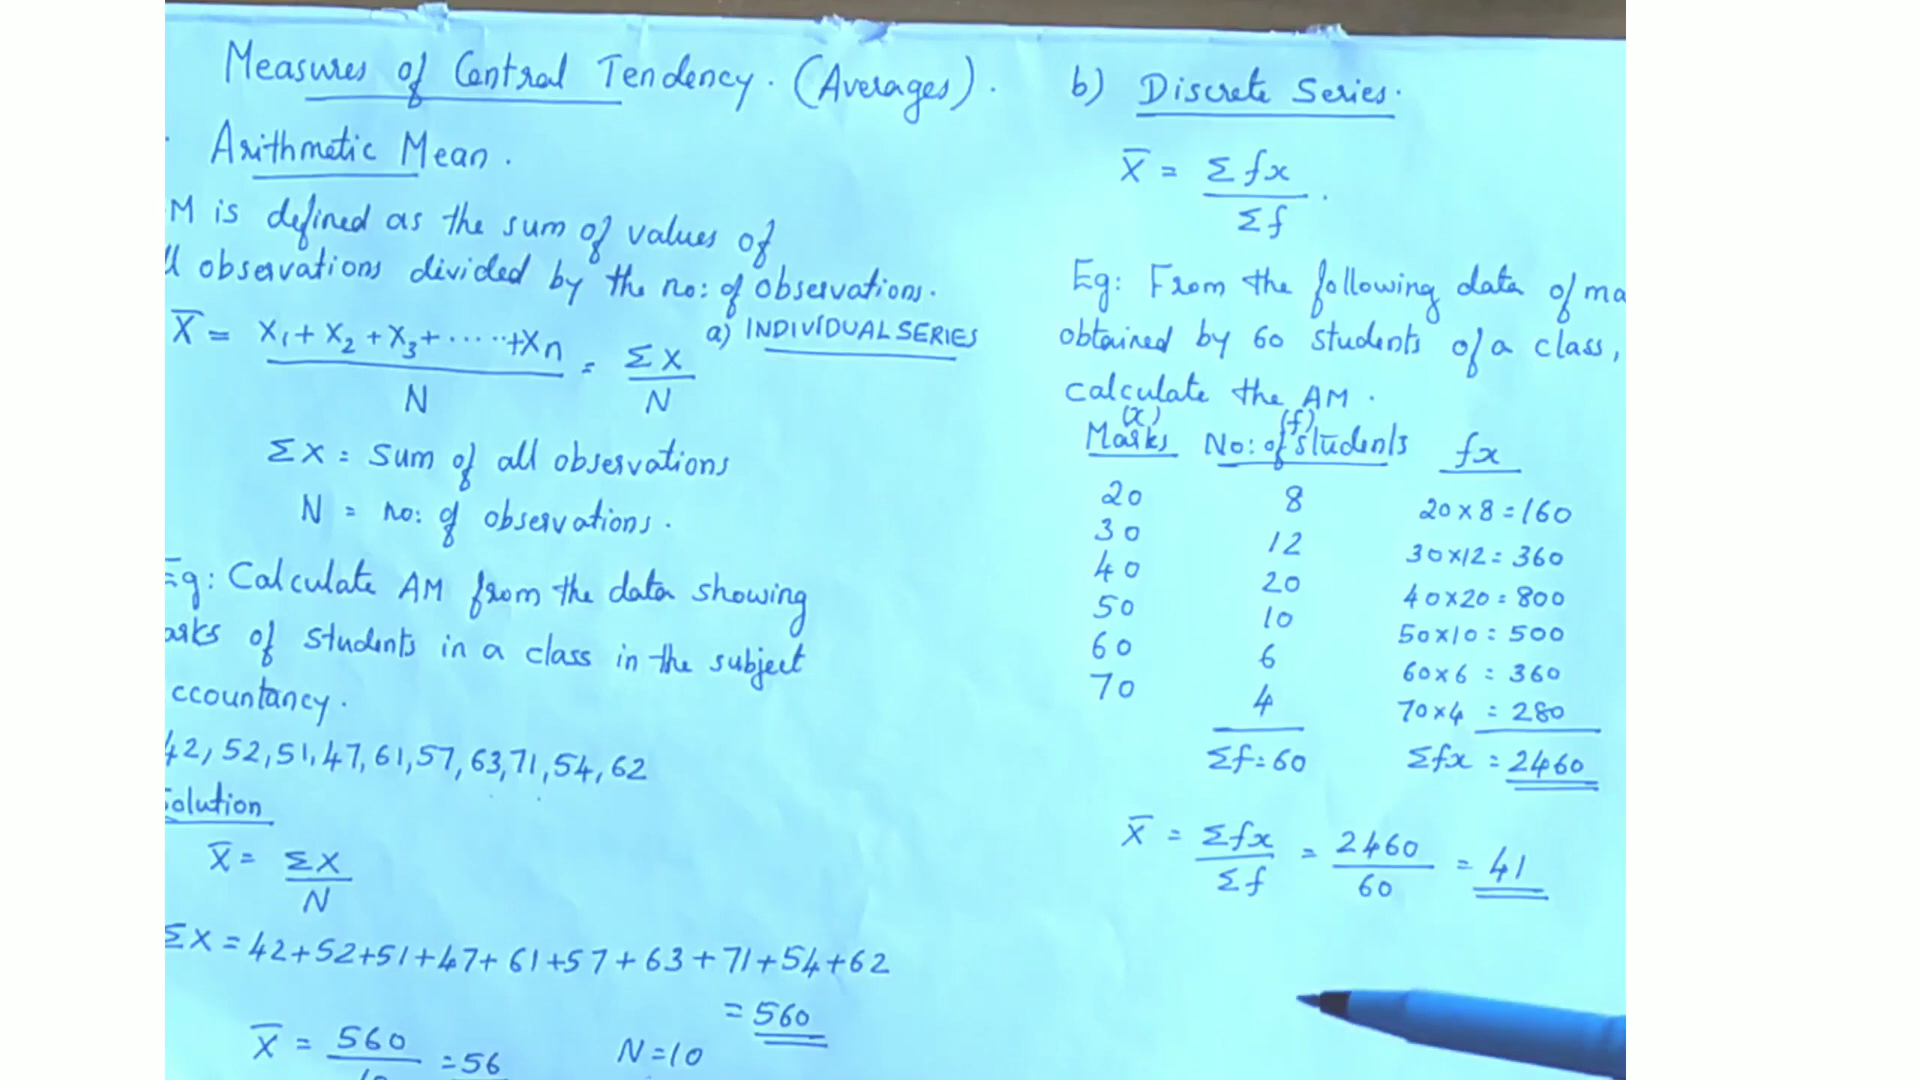 Measures of Central Tendency. (Averages).
Arithmetic Mean.
M is defined as the sum of values of
observations divided by the no: of observations.
X̅ = X₁ + X₂ + X₃ + ..... + Xn / N = ΣX / N
a) INDIVIDUAL SERIES
ΣX = Sum of all observations
N = no: of observations.
Eg: Calculate AM from the data showing
arks of students in a class in the subject
ccountancy.
42, 52, 51, 47, 61, 57, 63, 71, 54, 62
Solution
X̅ = ΣX / N
ΣX = 42+52+51+47+61+57+63+71+54+62
= 560
X̅ = 560 / 10 = 56 N=10
b) Discrete Series.
X̅ = Σfx / Σf.
Eg: From the following data of ma
obtained by 60 students of a class,
calculate the AM.
(x) (f)
Marks No: of students fx
20 8 20 x 8 = 160
30 12 30 x 12 = 360
40 20 40 x 20 = 800
50 10 50 x 10 = 500
60 6 60 x 6 = 360
70 4 70 x 4 = 280
Σf = 60 Σfx = 2460
X̅ = Σfx / Σf = 2460 / 60 = 41